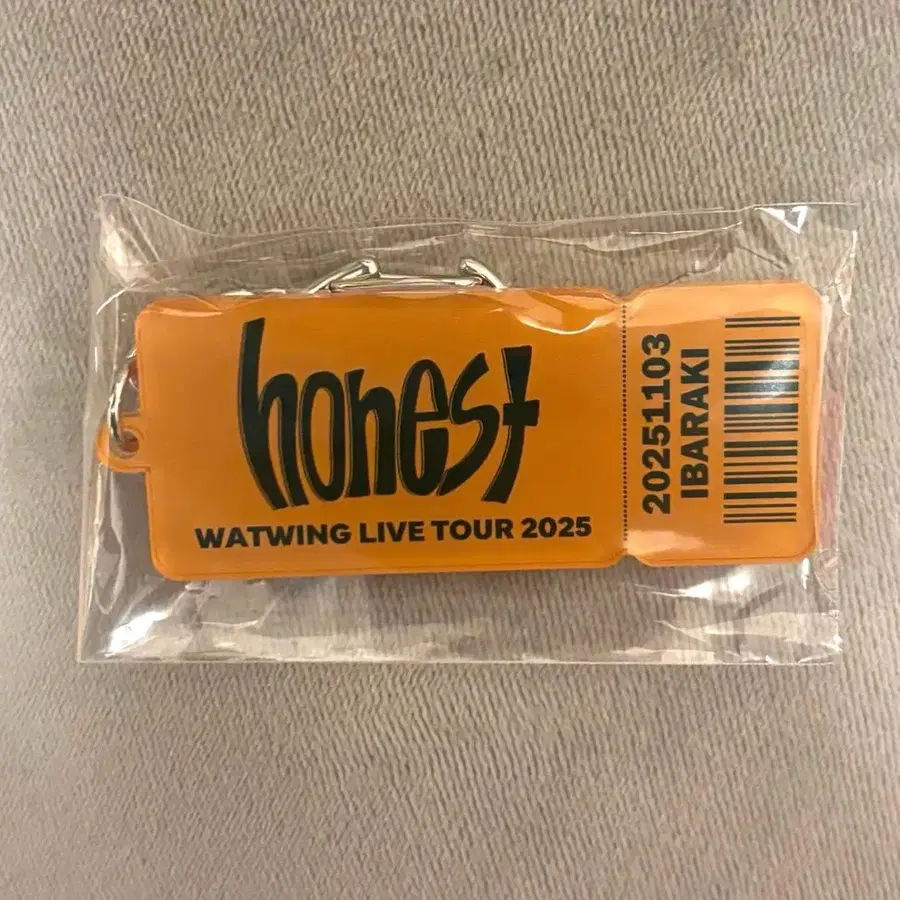 honest
WATWING LIVE TOUR 2025
20251103
IBARAKI